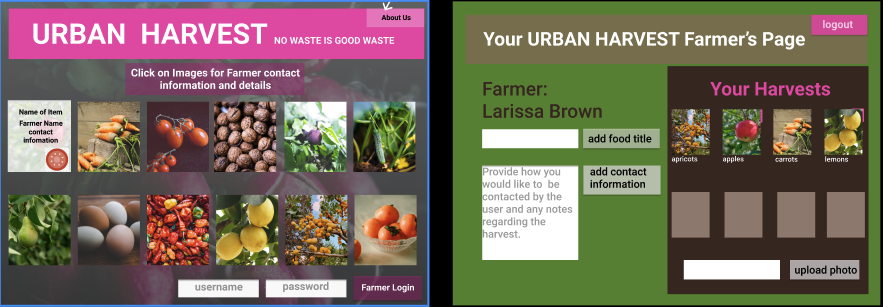 About Us
URBAN HARVEST NO WASTE IS GOOD WASTE
Click on Images for Farmer contact
information and details
Name of Item
Farmer Name
contact
infomation
username
password
Farmer Login
logout
Your URBAN HARVEST Farmer's Page
Farmer:
Larissa Brown
add food title
Provide how you
would like to be
contacted by the
user and any notes
regarding the
harvest.
add contact
information
Your Harvests
apricots
apples
carrots
lemons
upload photo